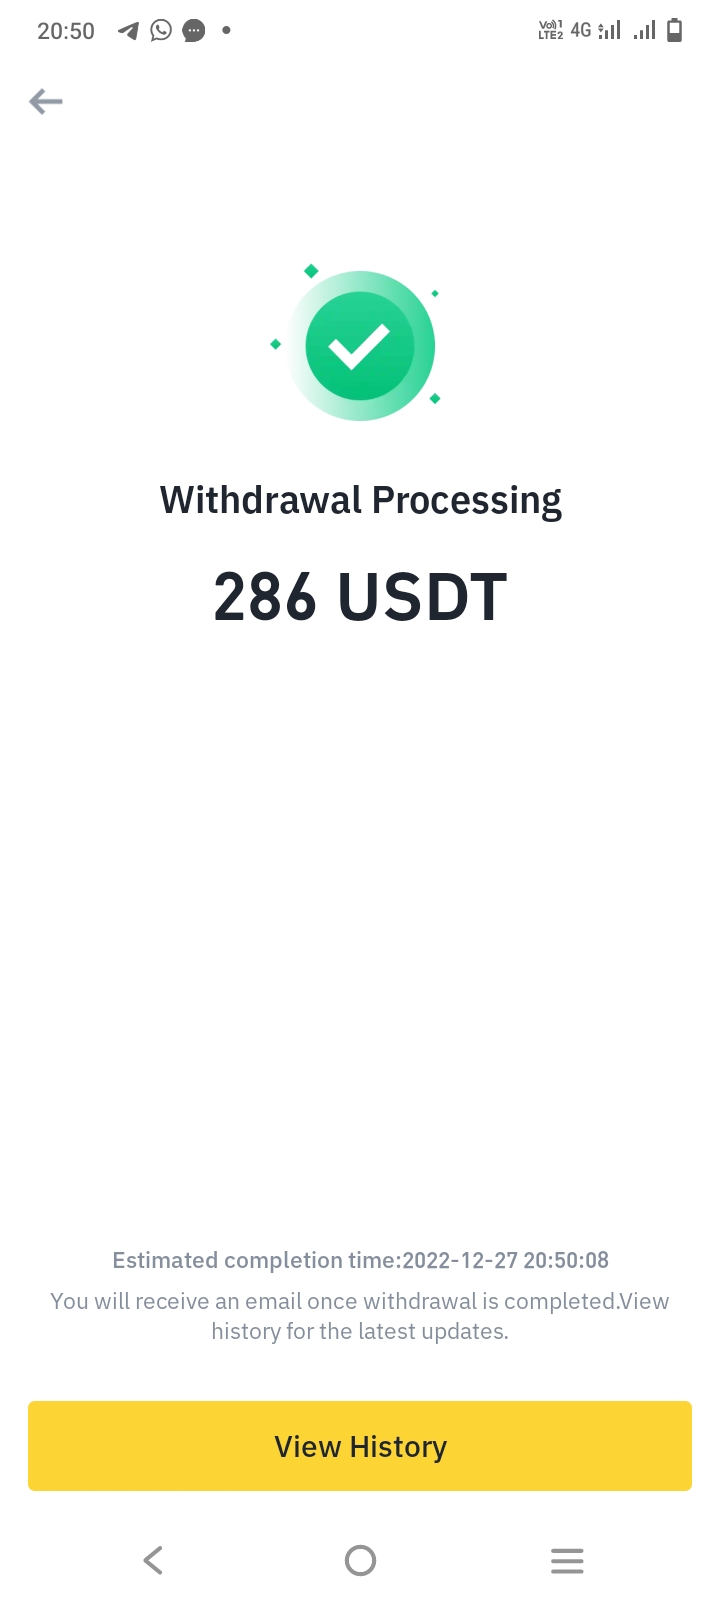 20:50 Vo)) 1 LTE2 4G
Withdrawal Processing
286 USDT
Estimated completion time:2022-12-27 20:50:08
You will receive an email once withdrawal is completed.View
history for the latest updates.
View History